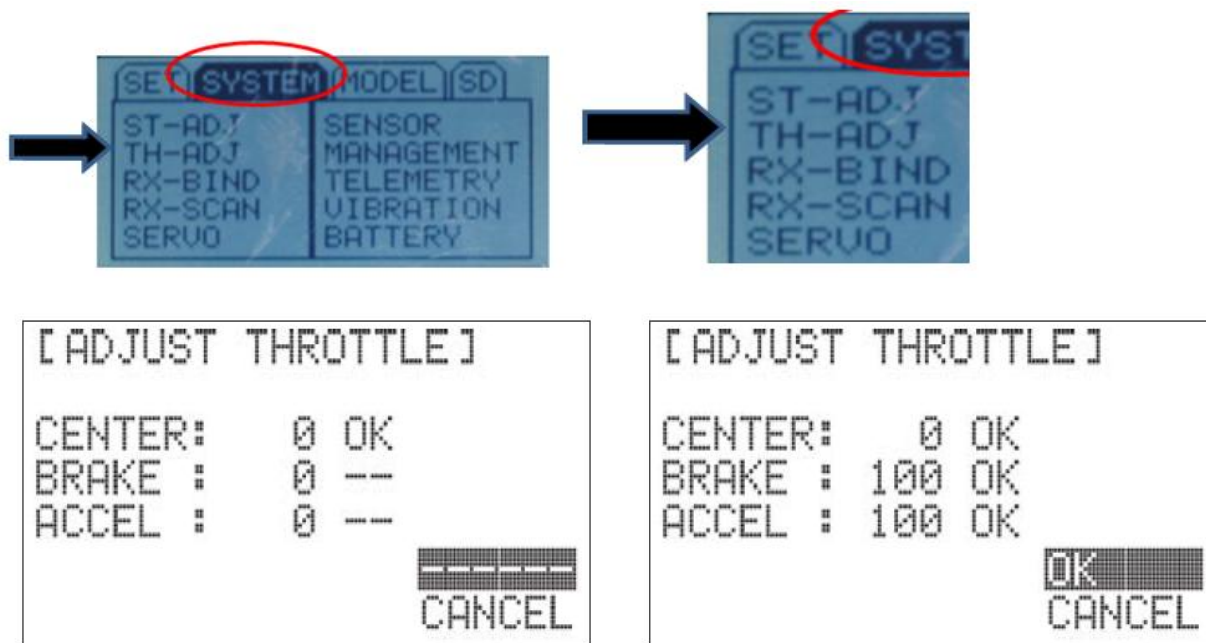 SET SYSTEM MODEL SD
ST-ADJ SENSOR
TH-ADJ MANAGEMENT
RX-BIND TELEMETRY
RX-SCAN VIBRATION
SERVO BATTERY
SET SYST
ST-ADJ
TH-ADJ
RX-BIND
RX-SCAN
SERVO
[ADJUST THROTTLE]
CENTER: 0 OK
BRAKE : 0 --
ACCEL : 0 --
------
CANCEL
[ADJUST THROTTLE]
CENTER: 0 OK
BRAKE : 100 OK
ACCEL : 100 OK
OK
CANCEL